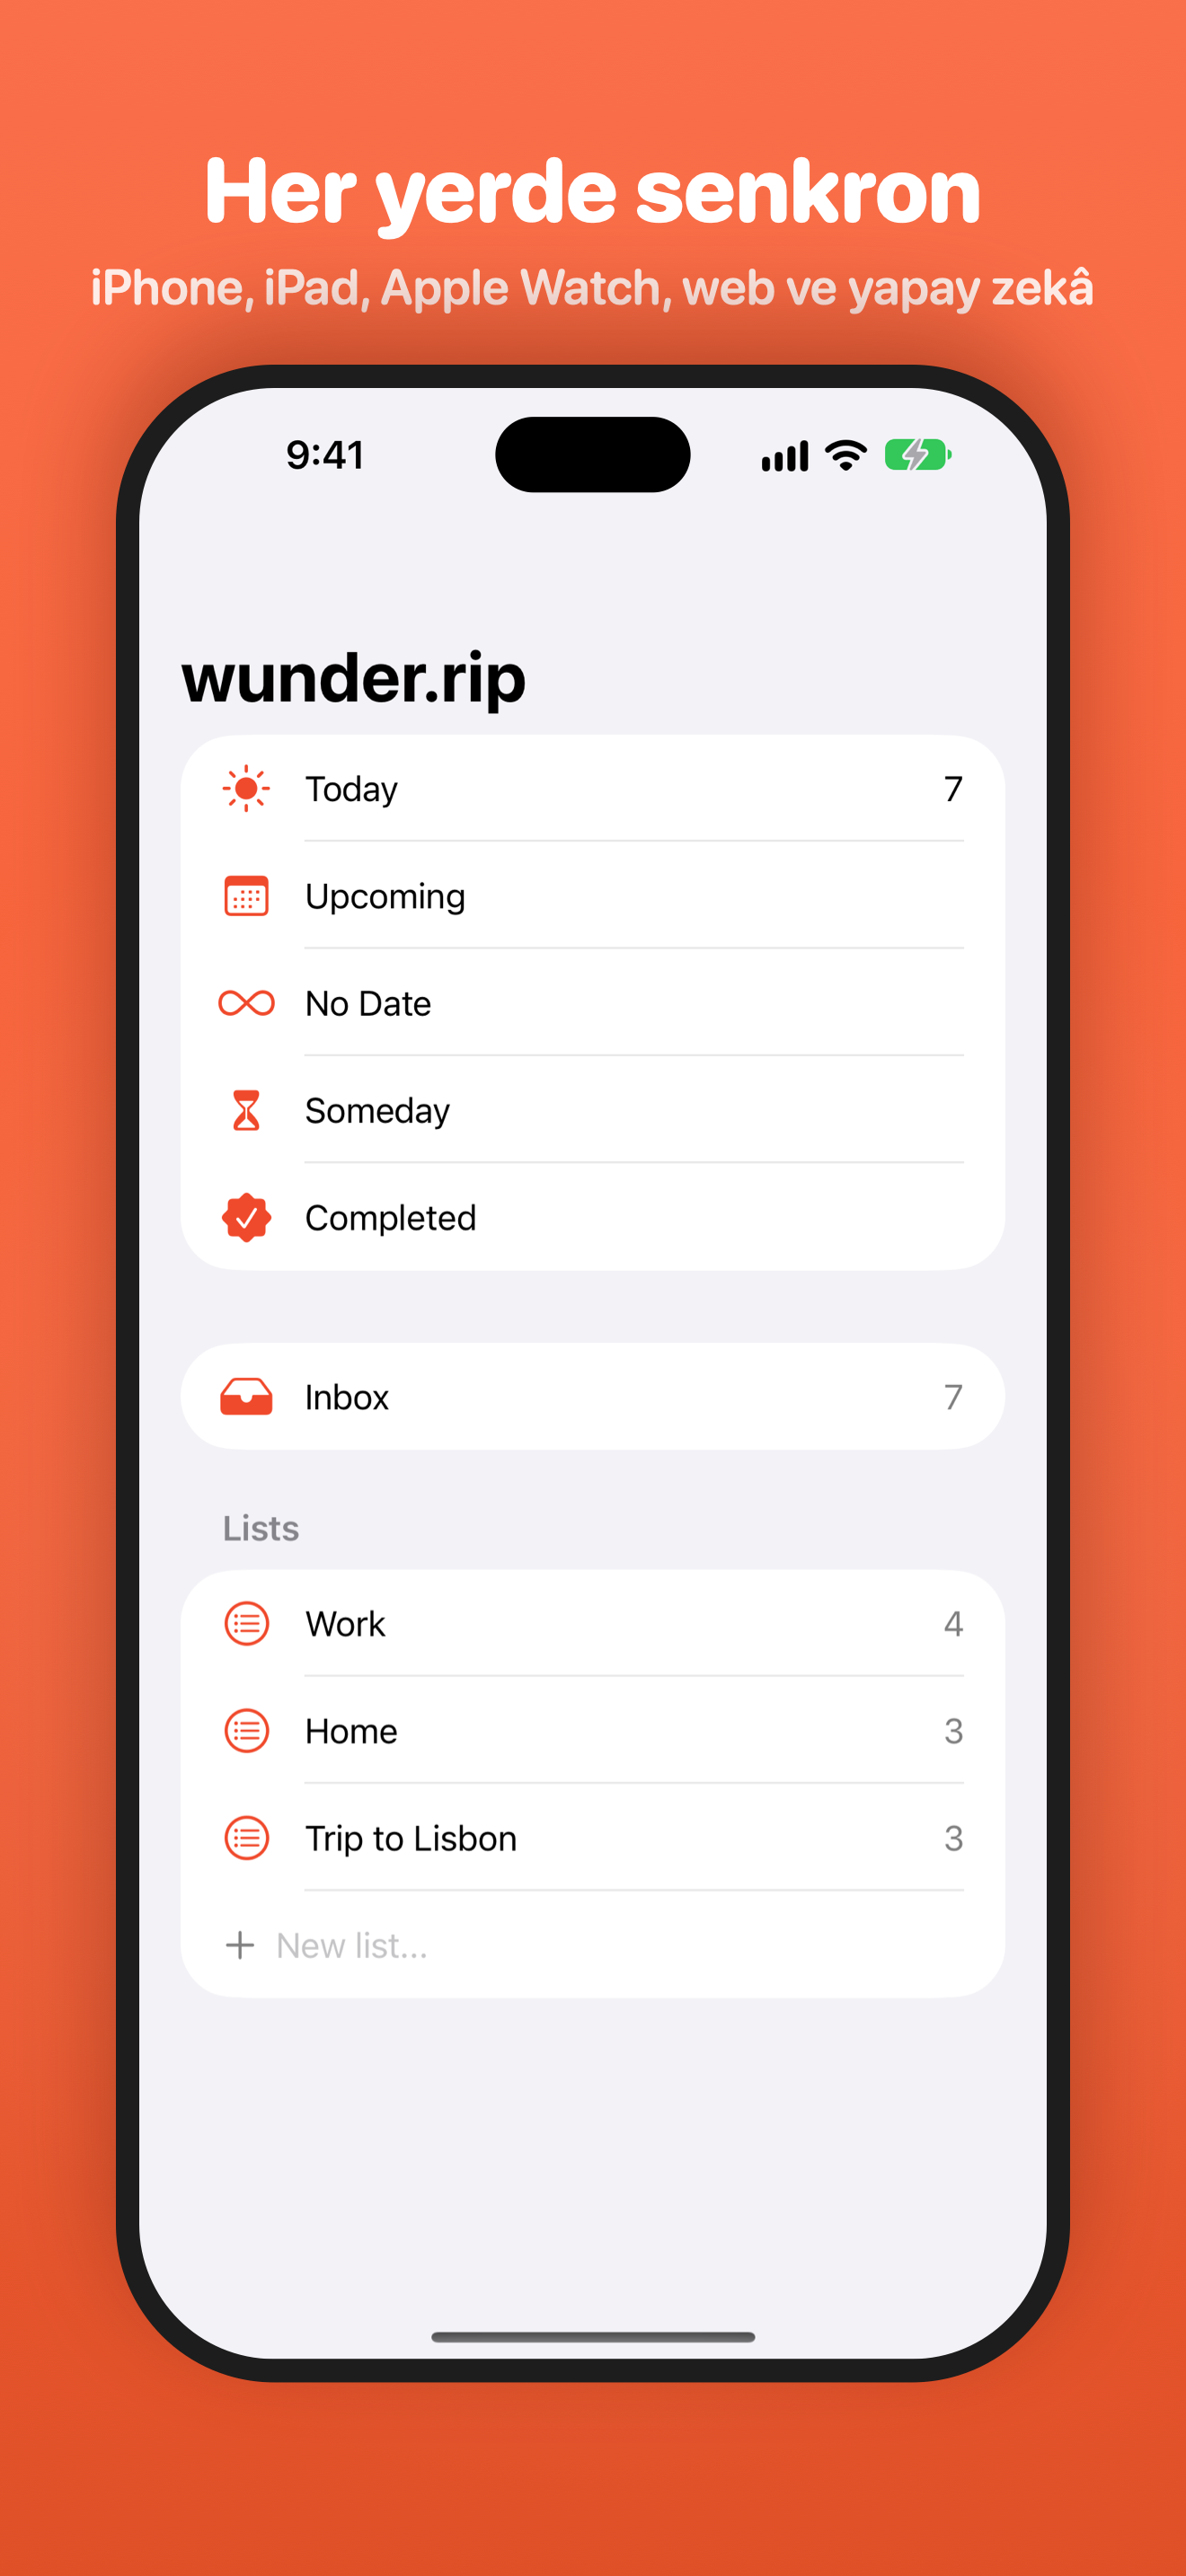 Her yerde senkron
iPhone, iPad, Apple Watch, web ve yapay zekâ
9:41
wunder.rip
Today 7
Upcoming
No Date
Someday
Completed
Inbox 7
Lists
Work 4
Home 3
Trip to Lisbon 3
New list...